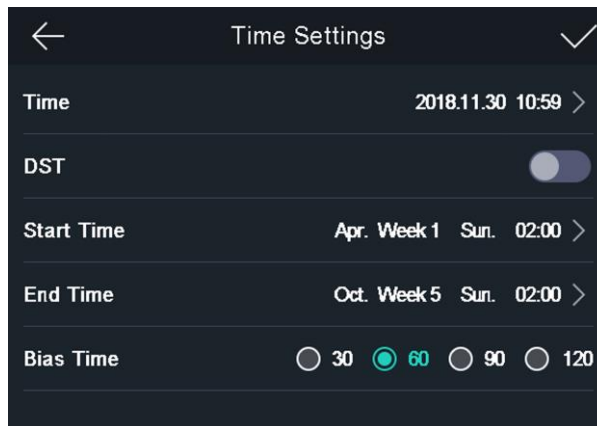 Time Settings
Time 2018.11.30 10:59
DST
Start Time Apr. Week 1 Sun. 02:00
End Time Oct. Week 5 Sun. 02:00
Bias Time 30 60 90 120